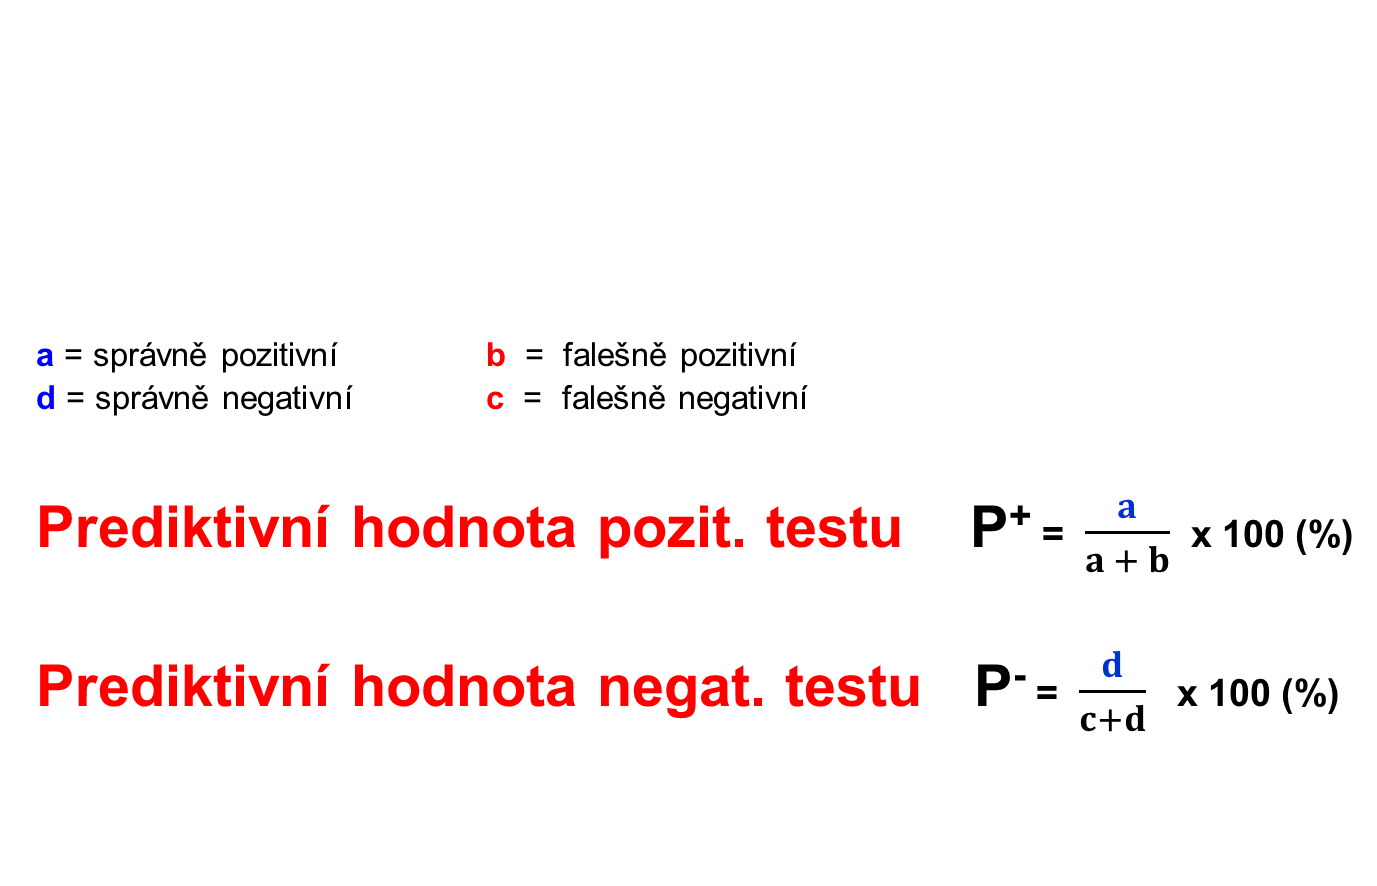 a = správně pozitivní b = falešně pozitivní
d = správně negativní c = falešně negativní
Prediktivní hodnota pozit. testu P⁺ = a / (a + b) x 100 (%)
Prediktivní hodnota negat. testu P⁻ = d / (c+d) x 100 (%)